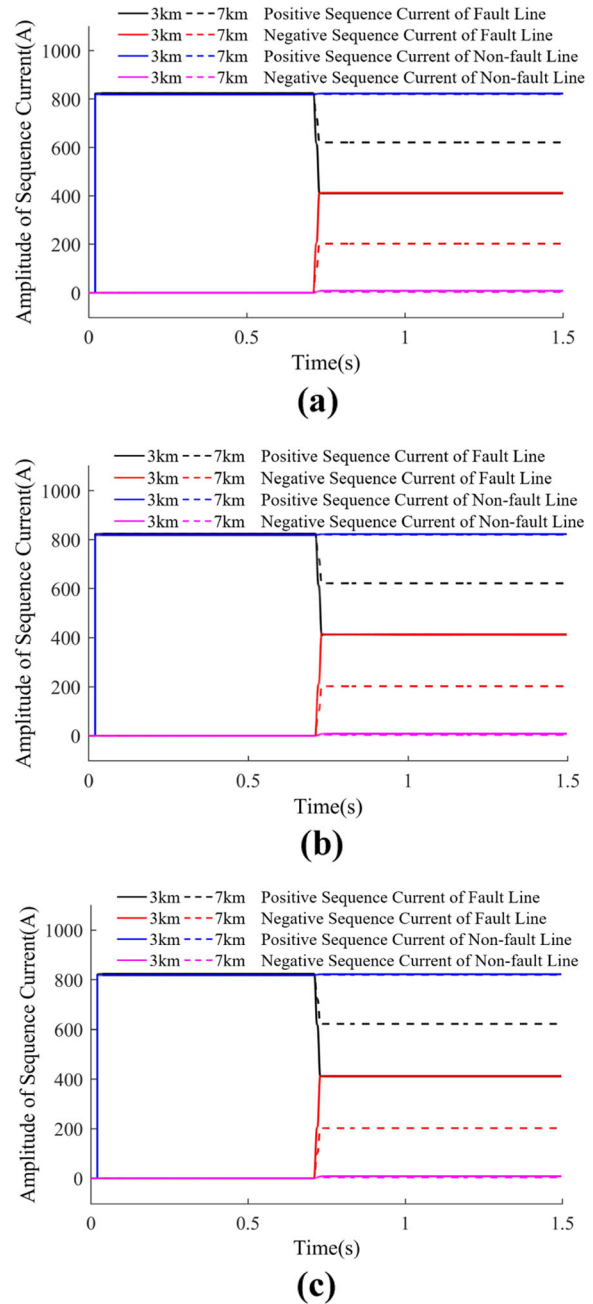 3km 7km Positive Sequence Current of Fault Line
3km 7km Negative Sequence Current of Fault Line
3km 7km Positive Sequence Current of Non-fault Line
3km 7km Negative Sequence Current of Non-fault Line
Amplitude of Sequence Current(A)
1000
800
600
400
200
0
0 0.5 1 1.5
Time(s)
(a)
3km 7km Positive Sequence Current of Fault Line
3km 7km Negative Sequence Current of Fault Line
3km 7km Positive Sequence Current of Non-fault Line
3km 7km Negative Sequence Current of Non-fault Line
Amplitude of Sequence Current(A)
1000
800
600
400
200
0
0 0.5 1 1.5
Time(s)
(b)
3km 7km Positive Sequence Current of Fault Line
3km 7km Negative Sequence Current of Fault Line
3km 7km Positive Sequence Current of Non-fault Line
3km 7km Negative Sequence Current of Non-fault Line
Amplitude of Sequence Current(A)
1000
800
600
400
200
0
0 0.5 1 1.5
Time(s)
(c)